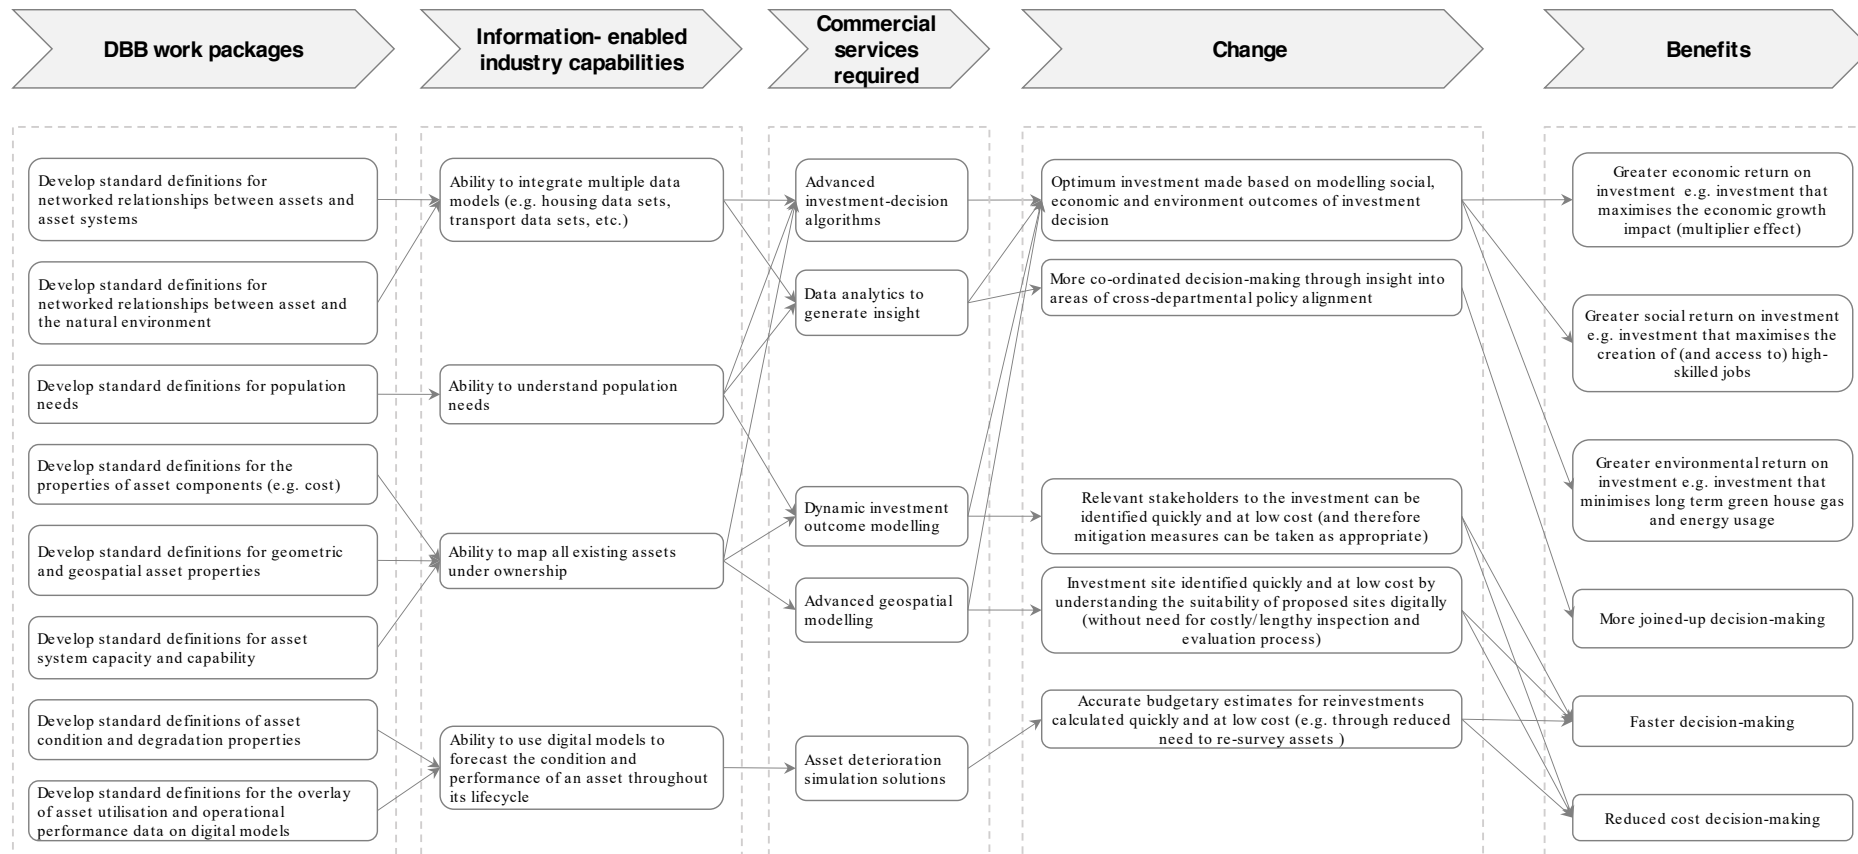 DBB work packages
Information- enabled
industry capabilities
Commercial
services
required
Change
Benefits
Develop standard definitions for
networked relationships between assets and
asset systems
Develop standard definitions for
networked relationships between asset and
the natural environment
Develop standard definitions for population
needs
Develop standard definitions for the
properties of asset components (e.g. cost)
Develop standard definitions for geometric
and geospatial asset properties
Develop standard definitions for asset
system capacity and capability
Develop standard definitions of asset
condition and degradation properties
Develop standard definitions for the overlay
of asset utilisation and operational
performance data on digital models
Ability to integrate multiple data
models (e.g. housing data sets,
transport data sets, etc.)
Ability to understand population
needs
Ability to map all existing assets
under ownership
Ability to use digital models to
forecast the condition and
performance of an asset throughout
its lifecycle
Advanced
investment-decision
algorithms
Data analytics to
generate insight
Dynamic investment
outcome modelling
Advanced geospatial
modelling
Asset deterioration
simulation solutions
Optimum investment made based on modelling social,
economic and environment outcomes of investment
decision
More co-ordinated decision-making through insight into
areas of cross-departmental policy alignment
Relevant stakeholders to the investment can be
identified quickly and at low cost (and therefore
mitigation measures can be taken as appropriate)
Investment site identified quickly and at low cost by
understanding the suitability of proposed sites digitally
(without need for costly/lengthy inspection and
evaluation process)
Accurate budgetary estimates for reinvestments
calculated quickly and at low cost (e.g. through reduced
need to re-survey assets )
Greater economic return on
investment e.g. investment that
maximises the economic growth
impact (multiplier effect)
Greater social return on investment
e.g. investment that maximises the
creation of (and access to) high-
skilled jobs
Greater environmental return on
investment e.g. investment that
minimises long term green house gas
and energy usage
More joined-up decision-making
Faster decision-making
Reduced cost decision-making